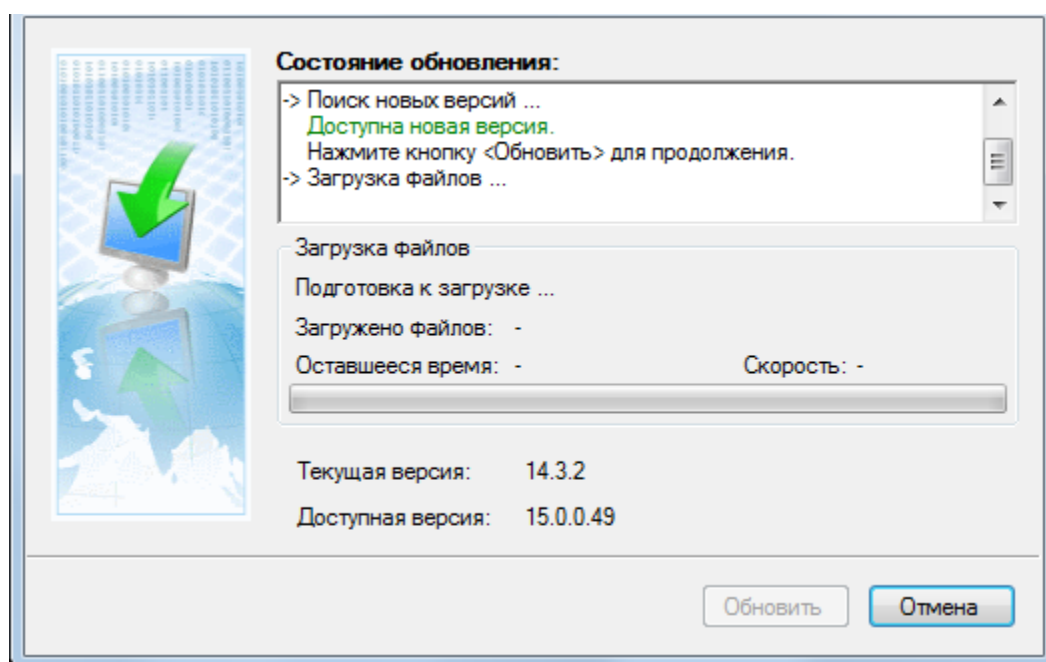 Состояние обновления:
-> Поиск новых версий ...
Доступна новая версия.
Нажмите кнопку <Обновить> для продолжения.
-> Загрузка файлов ...
Загрузка файлов
Подготовка к загрузке ...
Загружено файлов: -
Оставшееся время: - Скорость: -
Текущая версия: 14.3.2
Доступная версия: 15.0.0.49
Обновить Отмена